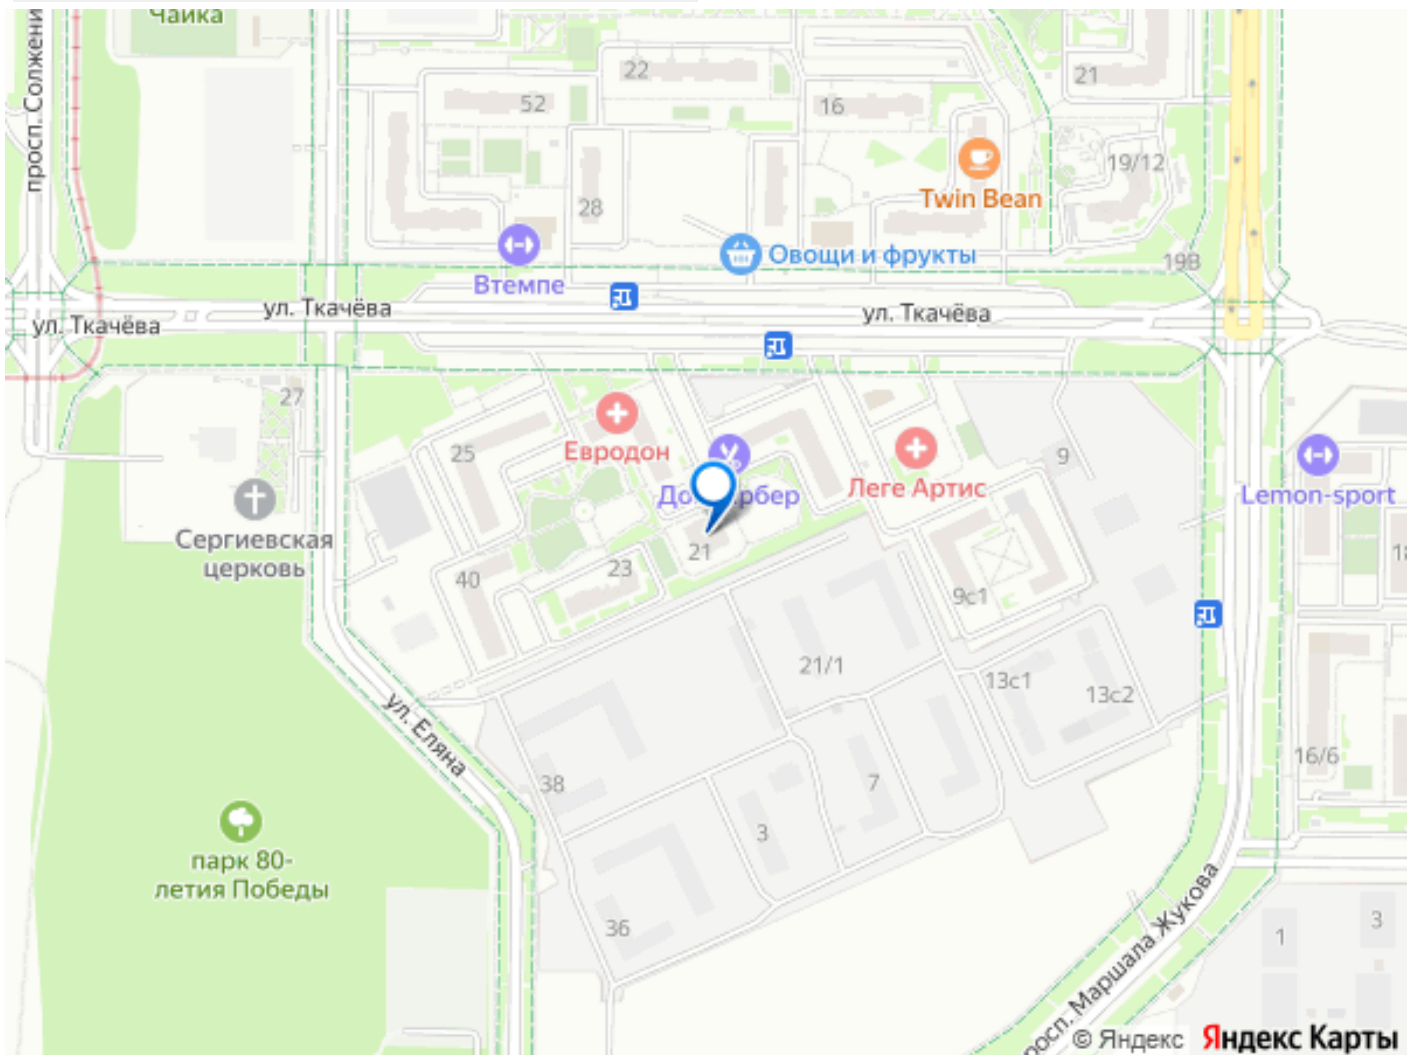 Чайка
22
21
52
16
просп. Солжени
19/12
Twin Bean
28
19В
Овощи и фрукты
Втемпе
ул. Ткачёва
ул. Ткачёва
ул. Ткачёва
27
25
Евродон
9
Леге Артис
Lemon-sport
21
Сергиевская
церковь
40
23
9с1
21/1
13с1
13с2
ул. Еляна
16/6
38
7
3
парк 80-
летия Победы
36
3
1
просп. Маршала Жукова
© Яндекс Яндекс Карты